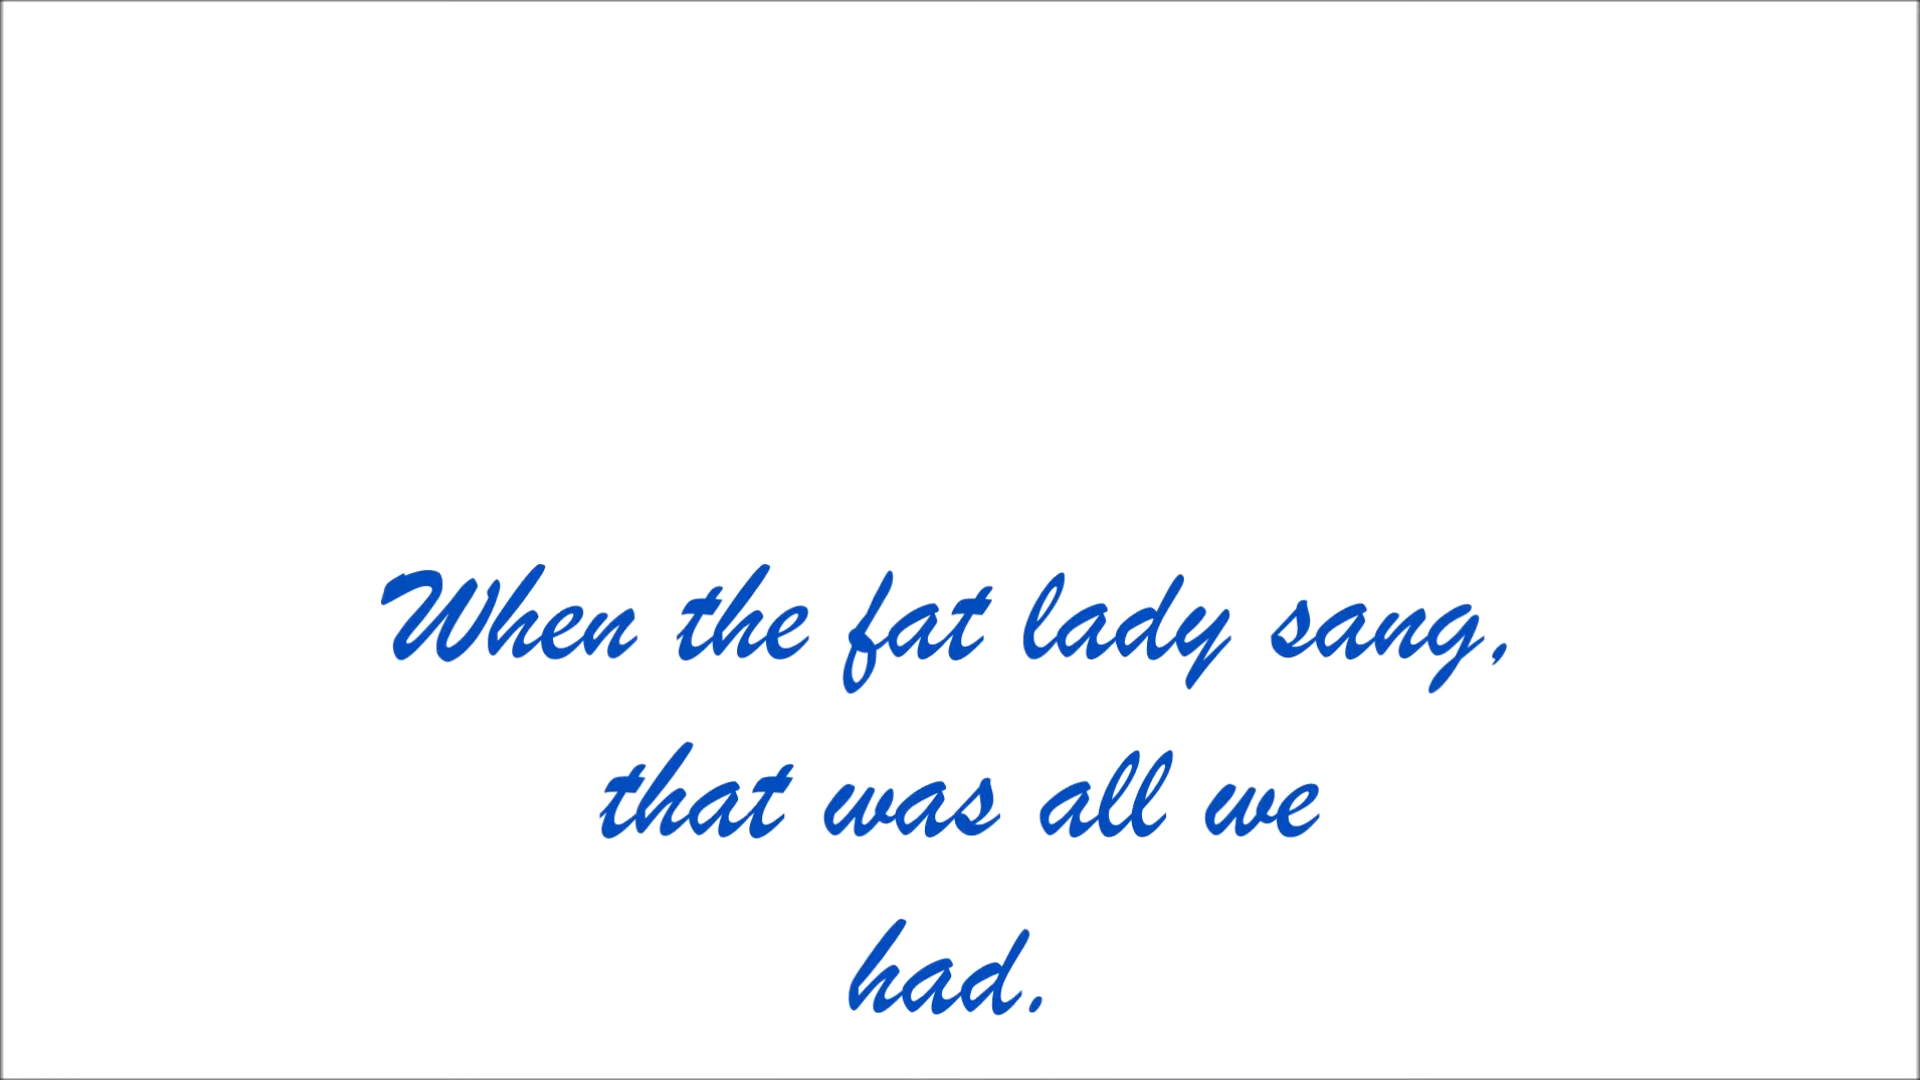 When the fat lady sang,
that was all we
had.